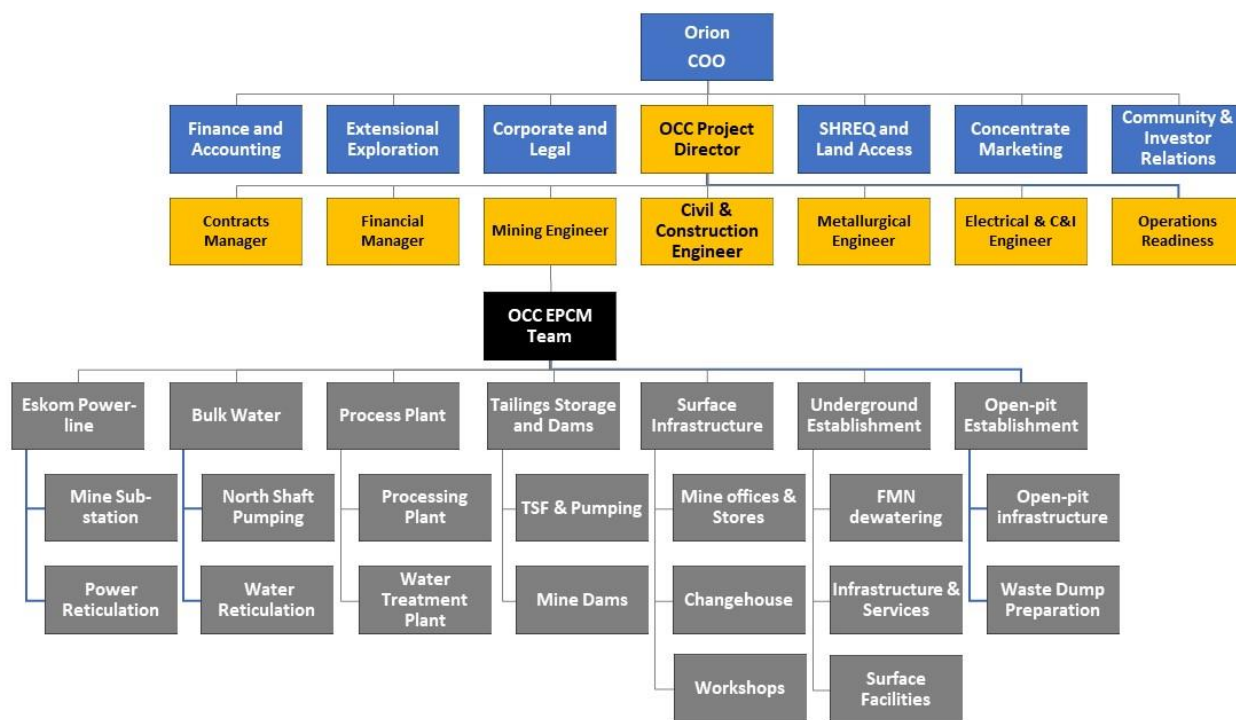 Orion
COO
Finance and
Accounting
Extensional
Exploration
Corporate and
Legal
OCC Project
Director
SHREQ and
Land Access
Concentrate
Marketing
Community &
Investor
Relations
Contracts
Manager
Financial
Manager
Mining Engineer
Civil &
Construction
Engineer
Metallurgical
Engineer
Electrical & C&I
Engineer
Operations
Readiness
OCC EPCM
Team
Eskom Power-
line
Bulk Water
Process Plant
Tailings Storage
and Dams
Surface
Infrastructure
Underground
Establishment
Open-pit
Establishment
Mine Sub-
station
North Shaft
Pumping
Processing
Plant
TSF & Pumping
Mine offices &
Stores
FMN
dewatering
Open-pit
infrastructure
Power
Reticulation
Water
Reticulation
Water
Treatment
Plant
Mine Dams
Changehouse
Infrastructure &
Services
Waste Dump
Preparation
Workshops
Surface
Facilities